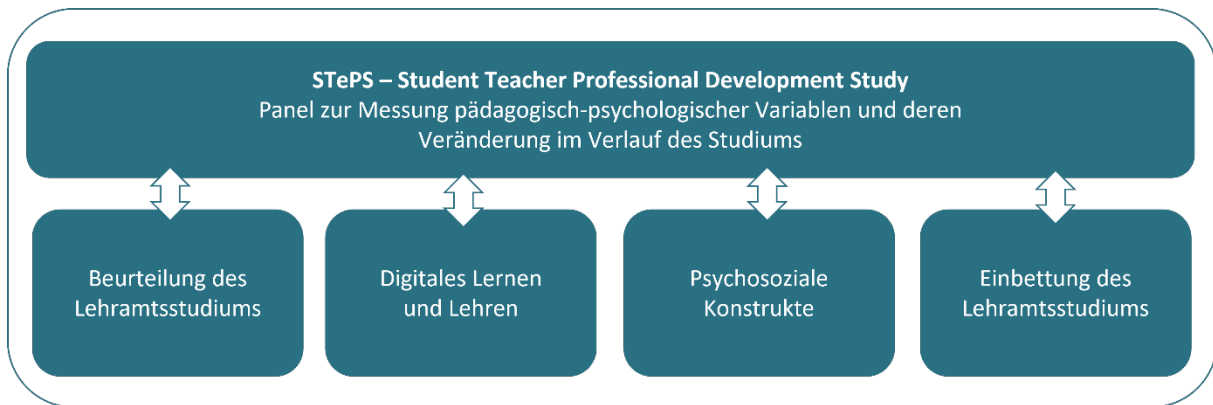 STePS – Student Teacher Professional Development Study
Panel zur Messung pädagogisch-psychologischer Variablen und deren
Veränderung im Verlauf des Studiums
Beurteilung des
Lehramtsstudiums
Digitales Lernen
und Lehren
Psychosoziale
Konstrukte
Einbettung des
Lehramtsstudiums